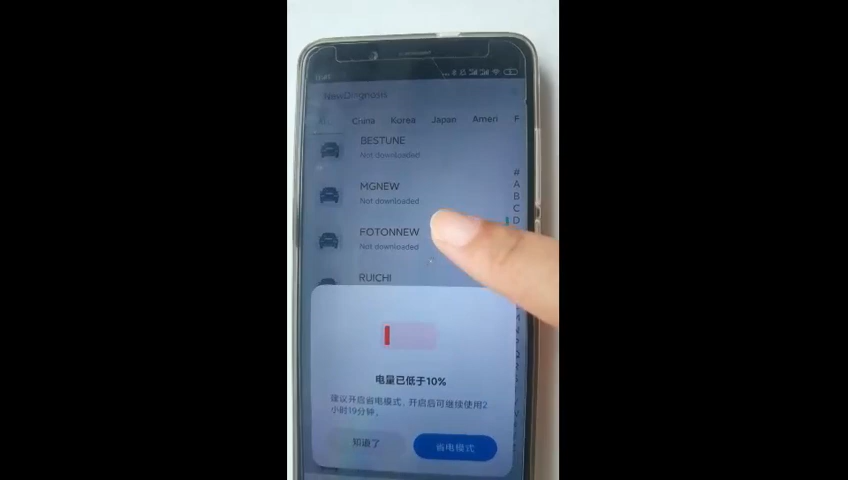 NewDiagnosis
China Korea Japan Ameri F
BESTUNE
Not downloaded
MGNEW
Not downloaded
FOTONNEW
Not downloaded
RUICHI
#
A
B
C
D
电量已低于10%
建议开启省电模式，开启后可继续使用2
小时19分钟。
知道了
省电模式